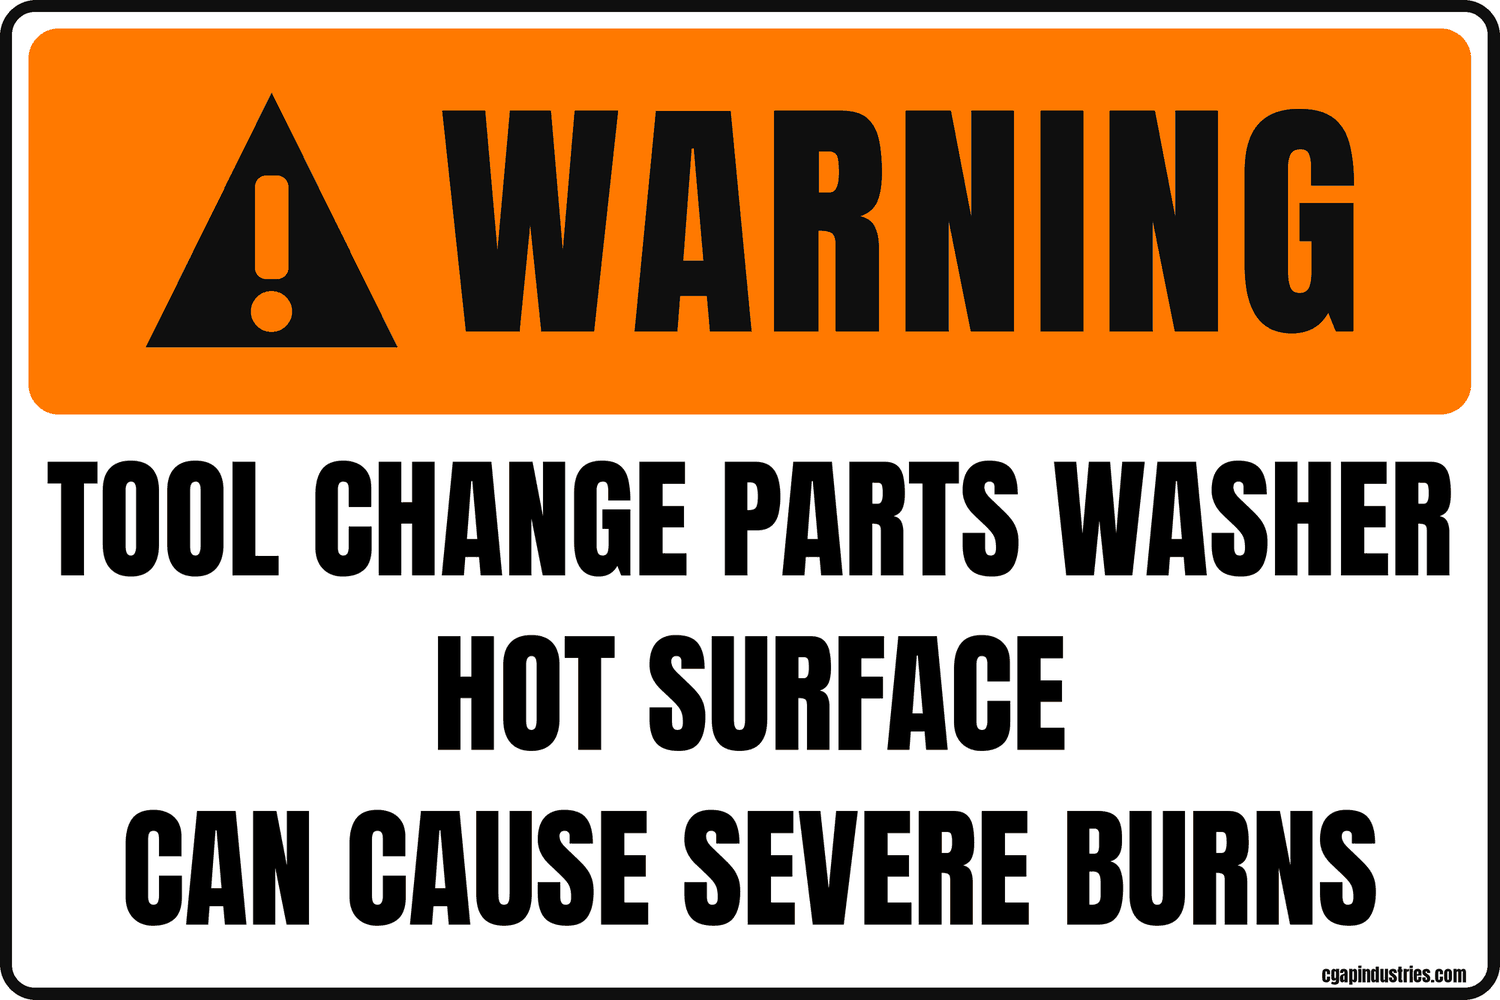 WARNING
TOOL CHANGE PARTS WASHER
HOT SURFACE
CAN CAUSE SEVERE BURNS
cgapindustries.com